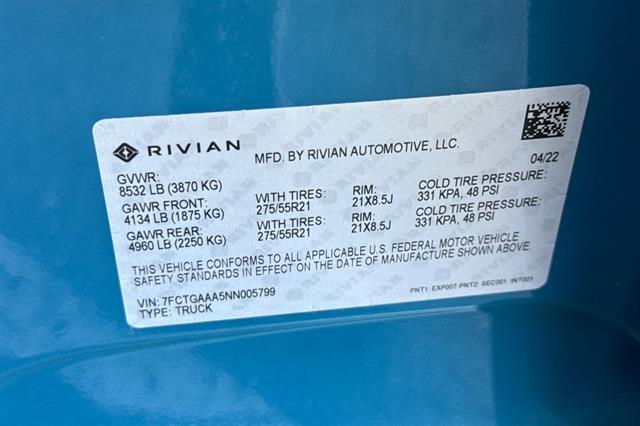 RIVIAN MFD. BY RIVIAN AUTOMOTIVE, LLC. 04/22
GVWR:
8532 LB (3870 KG)
GAWR FRONT: WITH TIRES: RIM: COLD TIRE PRESSURE:
4134 LB (1875 KG) 275/55R21 21X8.5J 331 KPA, 48 PSI
GAWR REAR: WITH TIRES: RIM: COLD TIRE PRESSURE:
4960 LB (2250 KG) 275/55R21 21X8.5J 331 KPA, 48 PSI
THIS VEHICLE CONFORMS TO ALL APPLICABLE U.S. FEDERAL MOTOR VEHICLE
SAFETY STANDARDS IN EFFECT ON THE DATE OF MANUFACTURE SHOWN ABOVE.
VIN: 7FCTGAAA5NN005799 PNT1: EXP007 PNT2: SEC001 INT001
TYPE: TRUCK